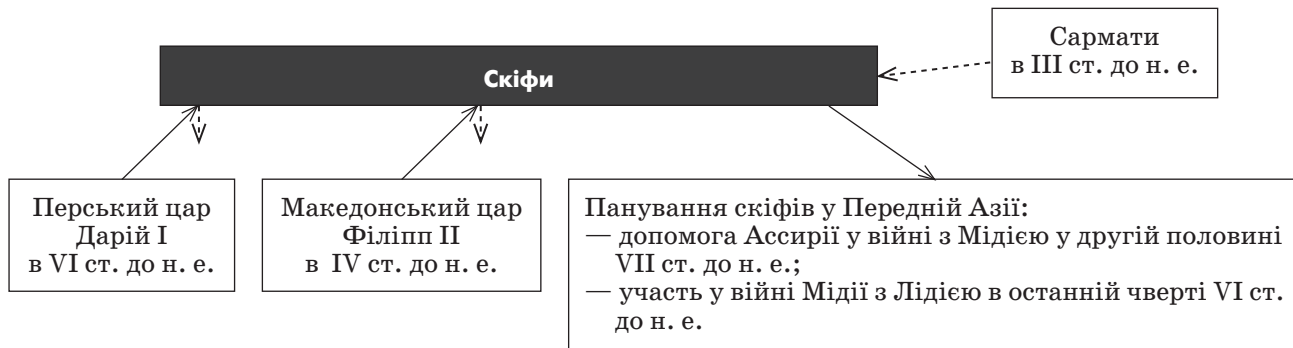 Скіфи
Сармати
в III ст. до н. е.
Перський цар
Дарій I
в VI ст. до н. е.
Македонський цар
Філіпп II
в IV ст. до н. е.
Панування скіфів у Передній Азії:
— допомога Ассирії у війні з Мідією у другій половині
VII ст. до н. е.;
— участь у війні Мідії з Лідією в останній чверті VI ст.
до н. е.